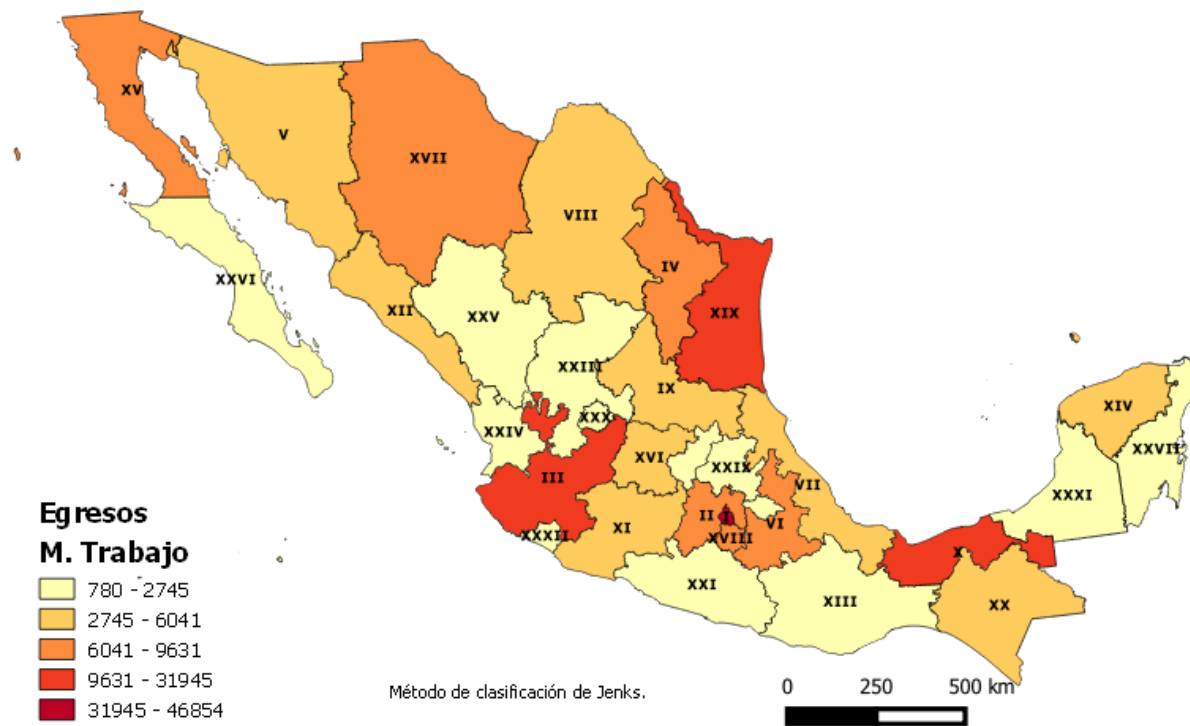 XV
V
XVII
VIII
IV
XXVI
XII
XXV
XIX
XXIII
IX
XXX
XXIV
XIV
XVI
XXIX
XXVII
III
VII
XXXI
II
I
VI
XXXII
XI
XVIII
X
XXI
XIII
XX
Egresos
M. Trabajo
780 - 2745
2745 - 6041
6041 - 9631
9631 - 31945
31945 - 46854
Método de clasificación de Jenks.
0 250 500 km